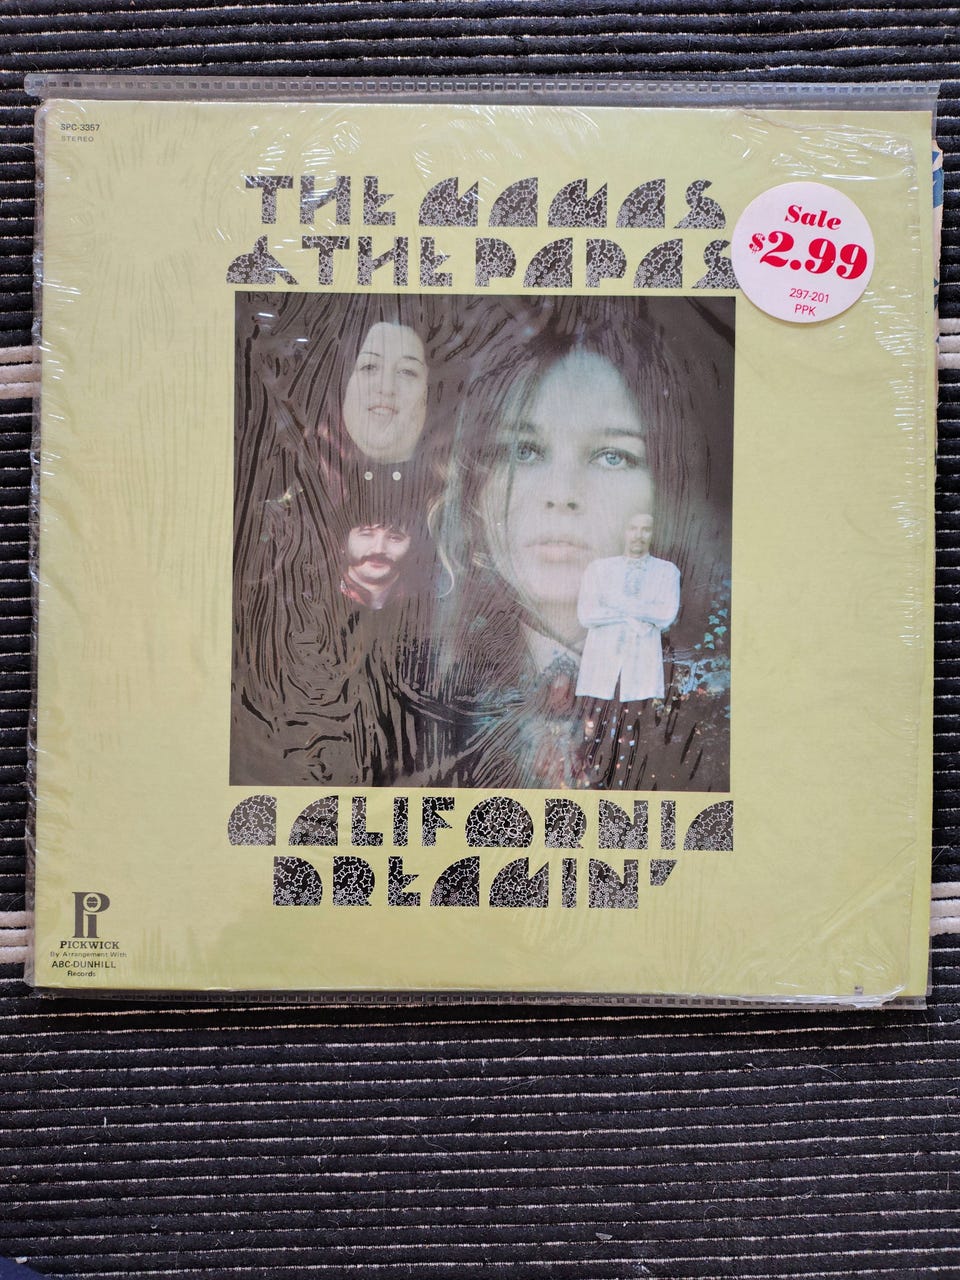 SPC-3357
STEREO
THE MAMAS
& THE PAPAS
Sale
$2.99
297-201
PPK
CALIFORNIA
DREAMIN'
Pi
PICKWICK
By Arrangement With
ABC-DUNHILL
Records